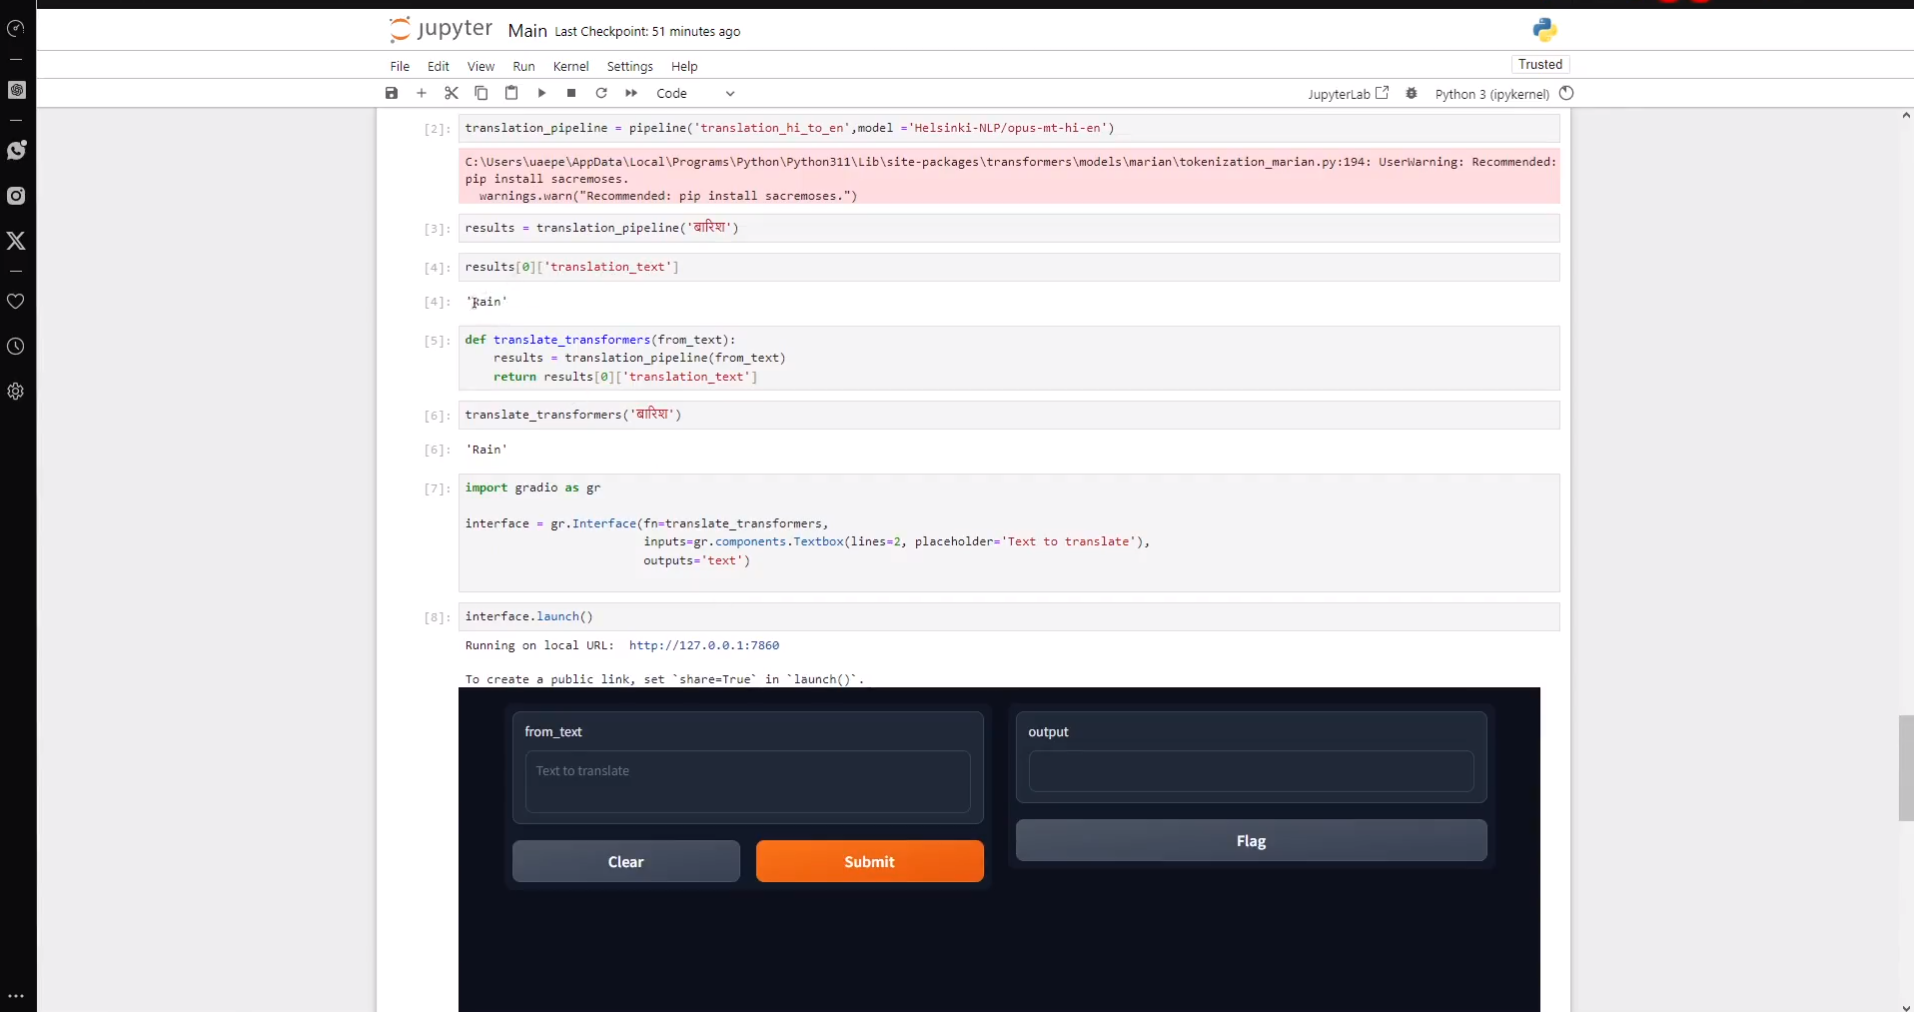 jupyter Main Last Checkpoint: 51 minutes ago
File Edit View Run Kernel Settings Help
Trusted
Code
JupyterLab Python 3 (ipykernel)
[2]: translation_pipeline = pipeline('translation_hi_to_en',model ='Helsinki-NLP/opus-mt-hi-en')
C:\Users\uaepe\AppData\Local\Programs\Python\Python311\Lib\site-packages\transformers\models\marian\tokenization_marian.py:194: UserWarning: Recommended:
pip install sacremoses.
warnings.warn("Recommended: pip install sacremoses.")
[3]: results = translation_pipeline('बारिश')
[4]: results[0]['translation_text']
[4]: 'Rain'
[5]: def translate_transformers(from_text):
results = translation_pipeline(from_text)
return results[0]['translation_text']
[6]: translate_transformers('बारिश')
[6]: 'Rain'
[7]: import gradio as gr
interface = gr.Interface(fn=translate_transformers,
inputs=gr.components.Textbox(lines=2, placeholder='Text to translate'),
outputs='text')
[8]: interface.launch()
Running on local URL: http://127.0.0.1:7860
To create a public link, set `share=True` in `launch()`.
from_text
Text to translate
Clear
Submit
output
Flag